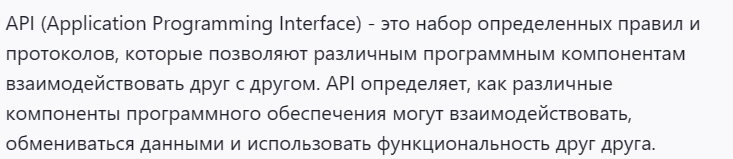 API (Application Programming Interface) - это набор определенных правил и
протоколов, которые позволяют различным программным компонентам
взаимодействовать друг с другом. API определяет, как различные
компоненты программного обеспечения могут взаимодействовать,
обмениваться данными и использовать функциональность друг друга.